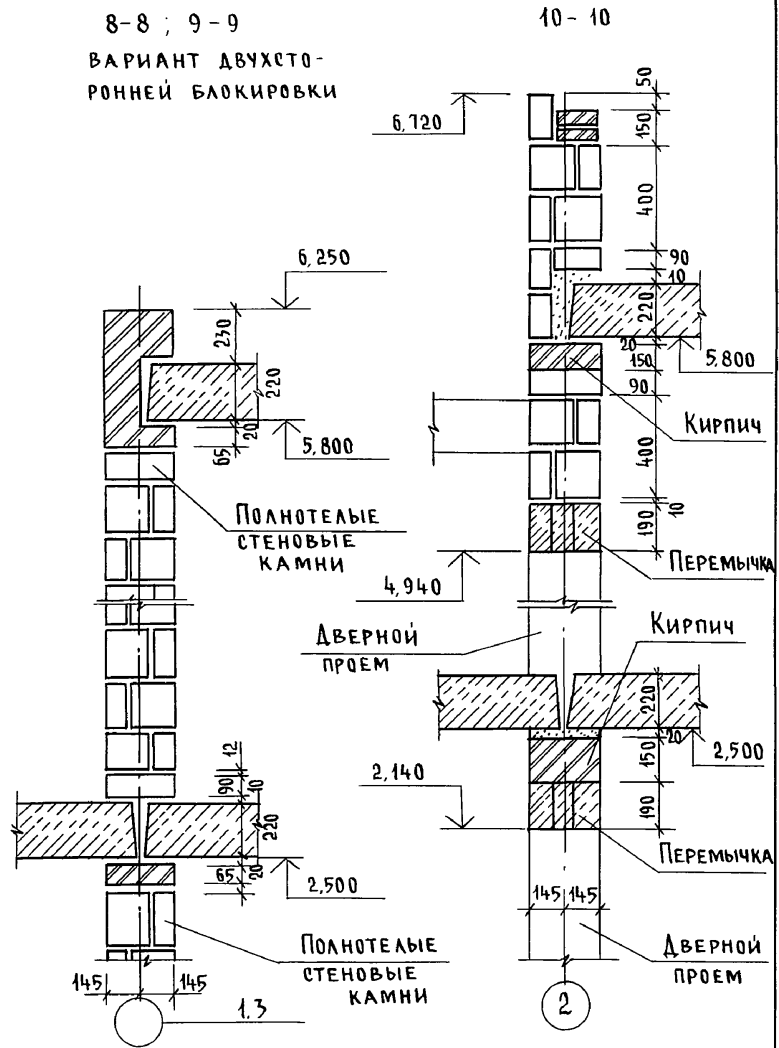 8-8 ; 9-9
ВАРИАНТ ДВУХСТО-
РОННЕЙ БЛОКИРОВКИ
6,250
230
220
20
65
5,800
ПОЛНОТЕЛЫЕ
СТЕНОВЫЕ
КАМНИ
12
90
10
220
65
20
2,500
ПОЛНОТЕЛЫЕ
СТЕНОВЫЕ
КАМНИ
145
145
1,3
10-10
6,720
50
150
400
90
10
220
20
150
5,800
90
КИРПИЧ
400
10
190
ПЕРЕМЫЧКА
4,940
ДВЕРНОЙ
ПРОЕМ
КИРПИЧ
220
20
150
2,500
2,140
190
ПЕРЕМЫЧКА
145
145
ДВЕРНОЙ
ПРОЕМ
2